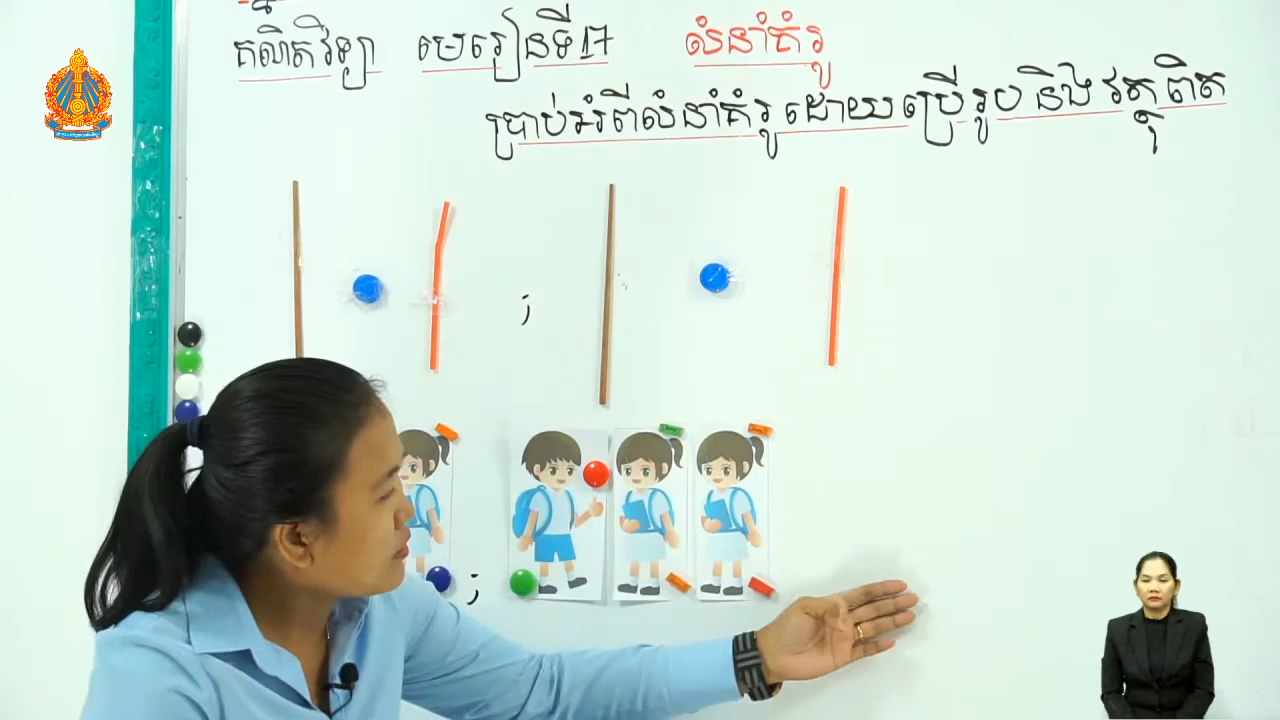 គណិតវិទ្យា មេរៀនទី17 លំនាំគំរូ
ប្រាប់អំពីលំនាំគំរូ ដោយប្រើ រូប និង វត្ថុពិត
;
;